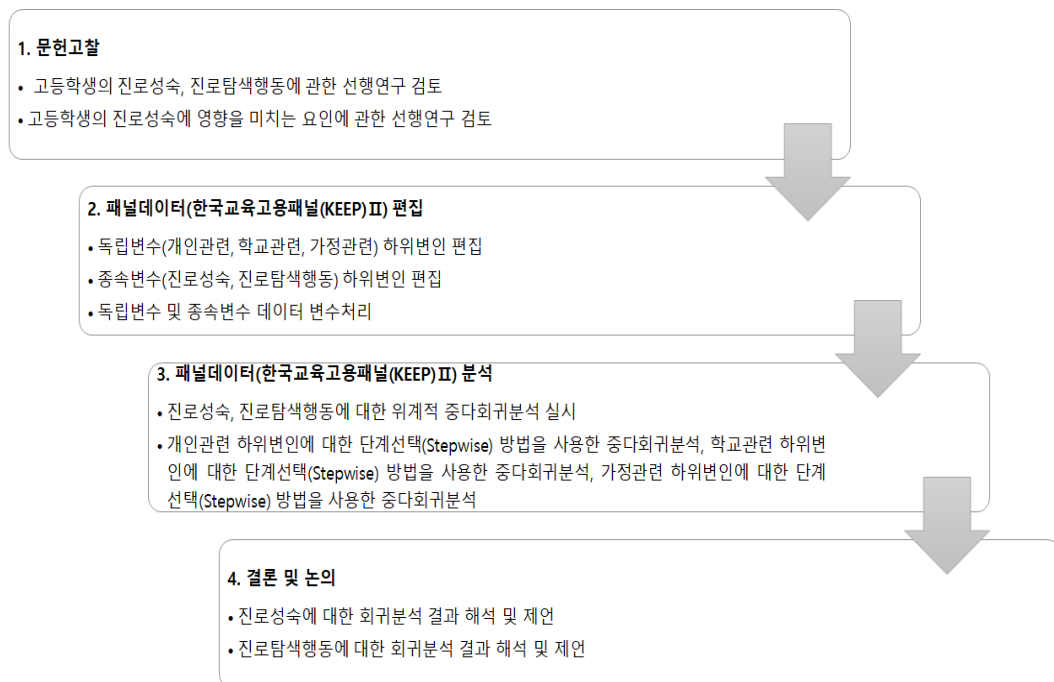 1. 문헌고찰
• 고등학생의 진로성숙, 진로탐색행동에 관한 선행연구 검토
• 고등학생의 진로성숙에 영향을 미치는 요인에 관한 선행연구 검토
2. 패널데이터(한국교육고용패널(KEEP)Ⅱ) 편집
• 독립변수(개인관련, 학교관련, 가정관련) 하위변인 편집
• 종속변수(진로성숙, 진로탐색행동) 하위변인 편집
• 독립변수 및 종속변수 데이터 변수처리
3. 패널데이터(한국교육고용패널(KEEP)Ⅱ) 분석
• 진로성숙, 진로탐색행동에 대한 위계적 중다회귀분석 실시
• 개인관련 하위변인에 대한 단계선택(Stepwise) 방법을 사용한 중다회귀분석, 학교관련 하위변
인에 대한 단계선택(Stepwise) 방법을 사용한 중다회귀분석, 가정관련 하위변인에 대한 단계
선택(Stepwise) 방법을 사용한 중다회귀분석
4. 결론 및 논의
• 진로성숙에 대한 회귀분석 결과 해석 및 제언
• 진로탐색행동에 대한 회귀분석 결과 해석 및 제언